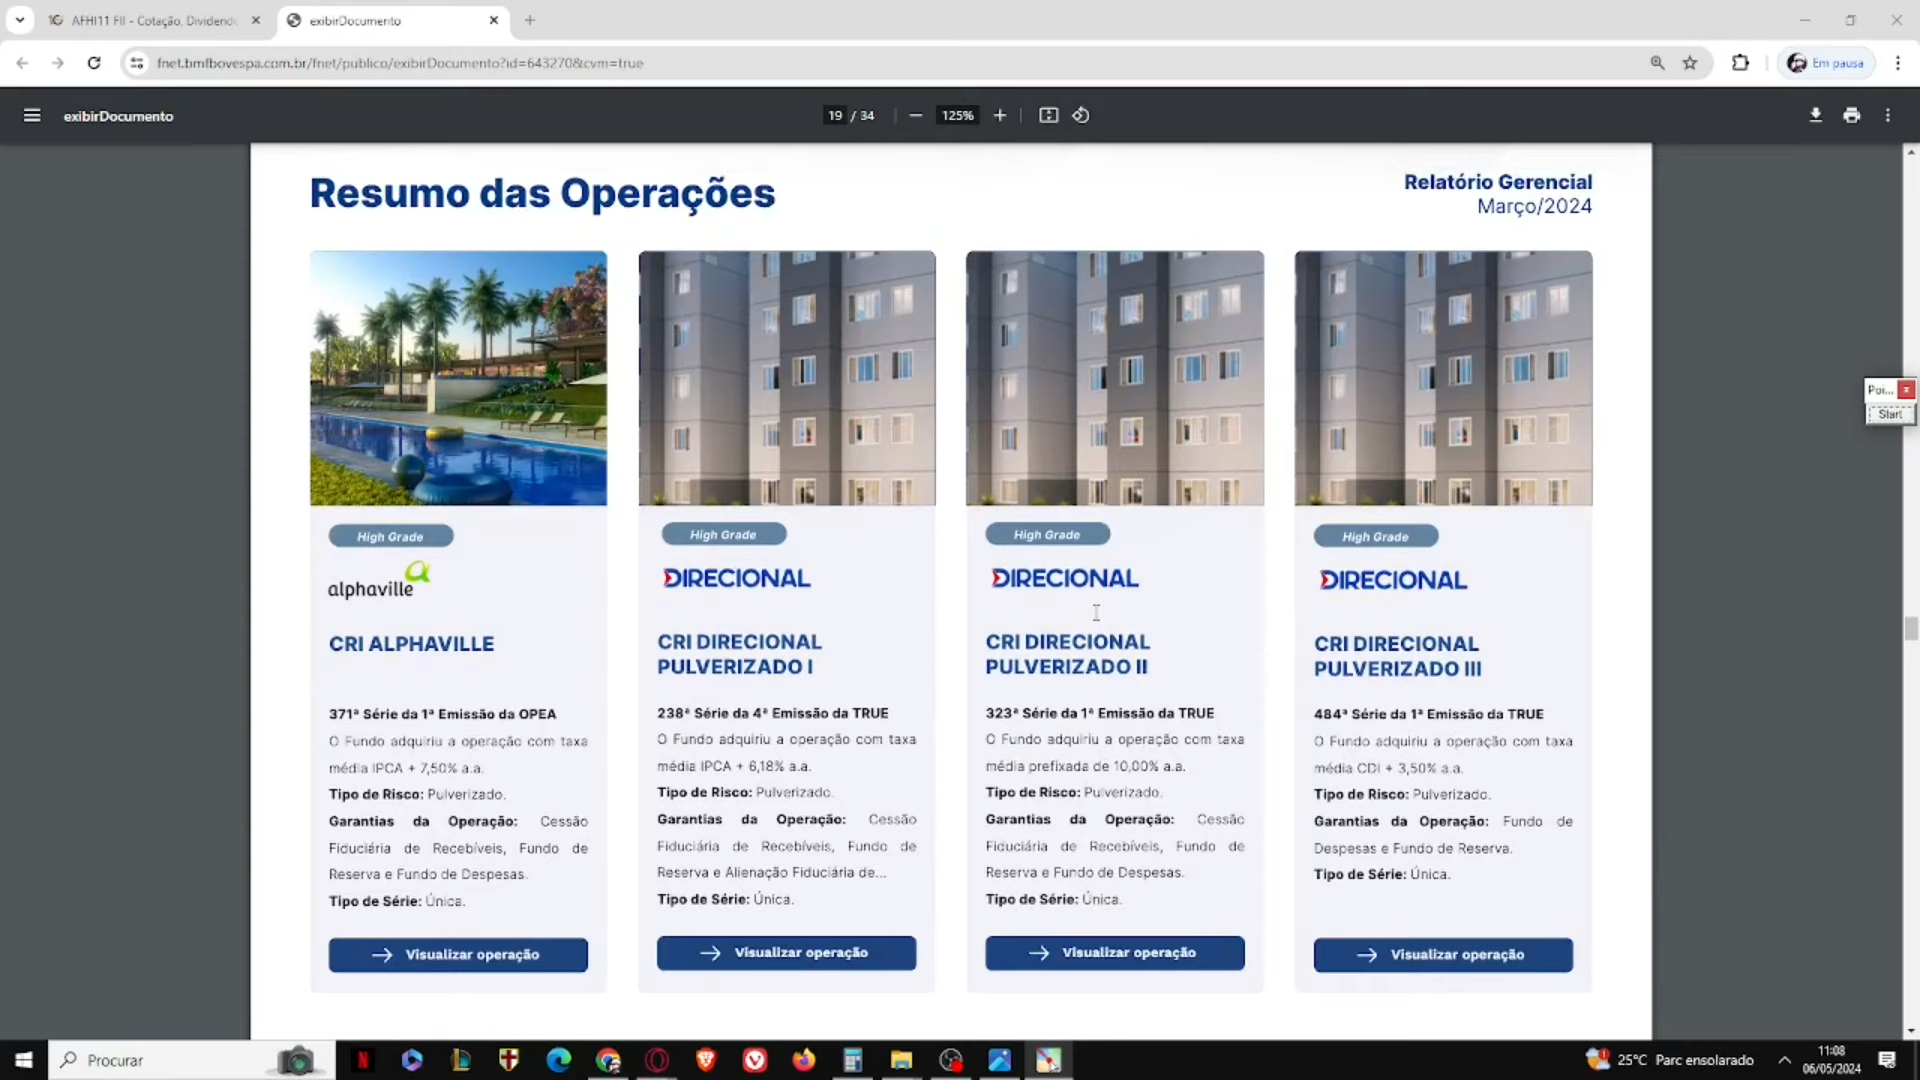 AFHI11 FII - Cotação, Dividend
exibirDocumento
fnet.bmfbovespa.com.br/fnet/publico/exibirDocumento?id=643270&cvm=true
Em pausa
exibirDocumento
19 / 34
125%
Resumo das Operações
Relatório Gerencial
Março/2024
High Grade
alphaville
CRI ALPHAVILLE
371ª Série da 1ª Emissão da OPEA
O Fundo adquiriu a operação com taxa
média IPCA + 7,50% a.a.
Tipo de Risco: Pulverizado.
Garantias da Operação: Cessão
Fiduciária de Recebíveis, Fundo de
Reserva e Fundo de Despesas.
Tipo de Série: Única.
Visualizar operação
High Grade
DIRECIONAL
CRI DIRECIONAL
PULVERIZADO I
238ª Série da 4ª Emissão da TRUE
O Fundo adquiriu a operação com taxa
média IPCA + 6,18% a.a.
Tipo de Risco: Pulverizado.
Garantias da Operação: Cessão
Fiduciária de Recebíveis, Fundo de
Reserva e Alienação Fiduciária de...
Tipo de Série: Única.
Visualizar operação
High Grade
DIRECIONAL
CRI DIRECIONAL
PULVERIZADO II
323ª Série da 1ª Emissão da TRUE
O Fundo adquiriu a operação com taxa
média prefixada de 10,00% a.a.
Tipo de Risco: Pulverizado.
Garantias da Operação: Cessão
Fiduciária de Recebíveis, Fundo de
Reserva e Fundo de Despesas.
Tipo de Série: Única.
Visualizar operação
High Grade
DIRECIONAL
CRI DIRECIONAL
PULVERIZADO III
484ª Série da 1ª Emissão da TRUE
O Fundo adquiriu a operação com taxa
média CDI + 3,50% a.a.
Tipo de Risco: Pulverizado.
Garantias da Operação: Fundo de
Despesas e Fundo de Reserva.
Tipo de Série: Única.
Visualizar operação
Poi...
Start
Procurar
25°C Parc ensolarado
11:08
06/05/2024